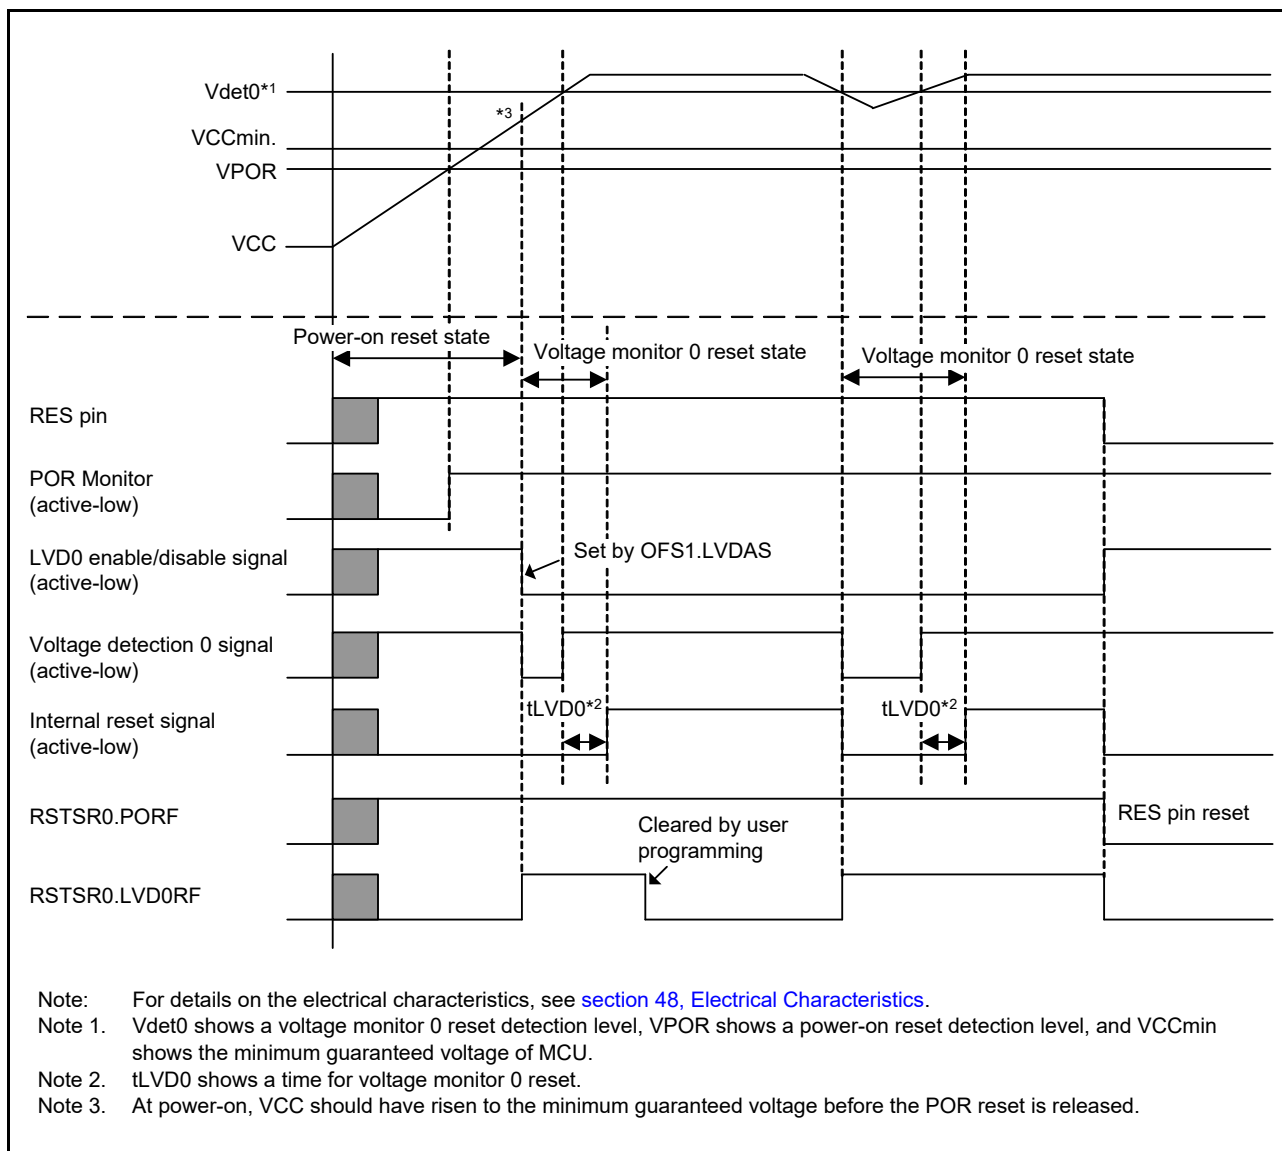 Vdet0*1
*3
VCCmin.
VPOR
VCC
Power-on reset state
Voltage monitor 0 reset state
Voltage monitor 0 reset state
RES pin
POR Monitor
(active-low)
LVD0 enable/disable signal
(active-low)
Set by OFS1.LVDAS
Voltage detection 0 signal
(active-low)
Internal reset signal
(active-low)
tLVD0*2
tLVD0*2
RSTSR0.PORF
RES pin reset
Cleared by user
programming
RSTSR0.LVD0RF
Note: For details on the electrical characteristics, see section 48, Electrical Characteristics.
Note 1. Vdet0 shows a voltage monitor 0 reset detection level, VPOR shows a power-on reset detection level, and VCCmin
shows the minimum guaranteed voltage of MCU.
Note 2. tLVD0 shows a time for voltage monitor 0 reset.
Note 3. At power-on, VCC should have risen to the minimum guaranteed voltage before the POR reset is released.